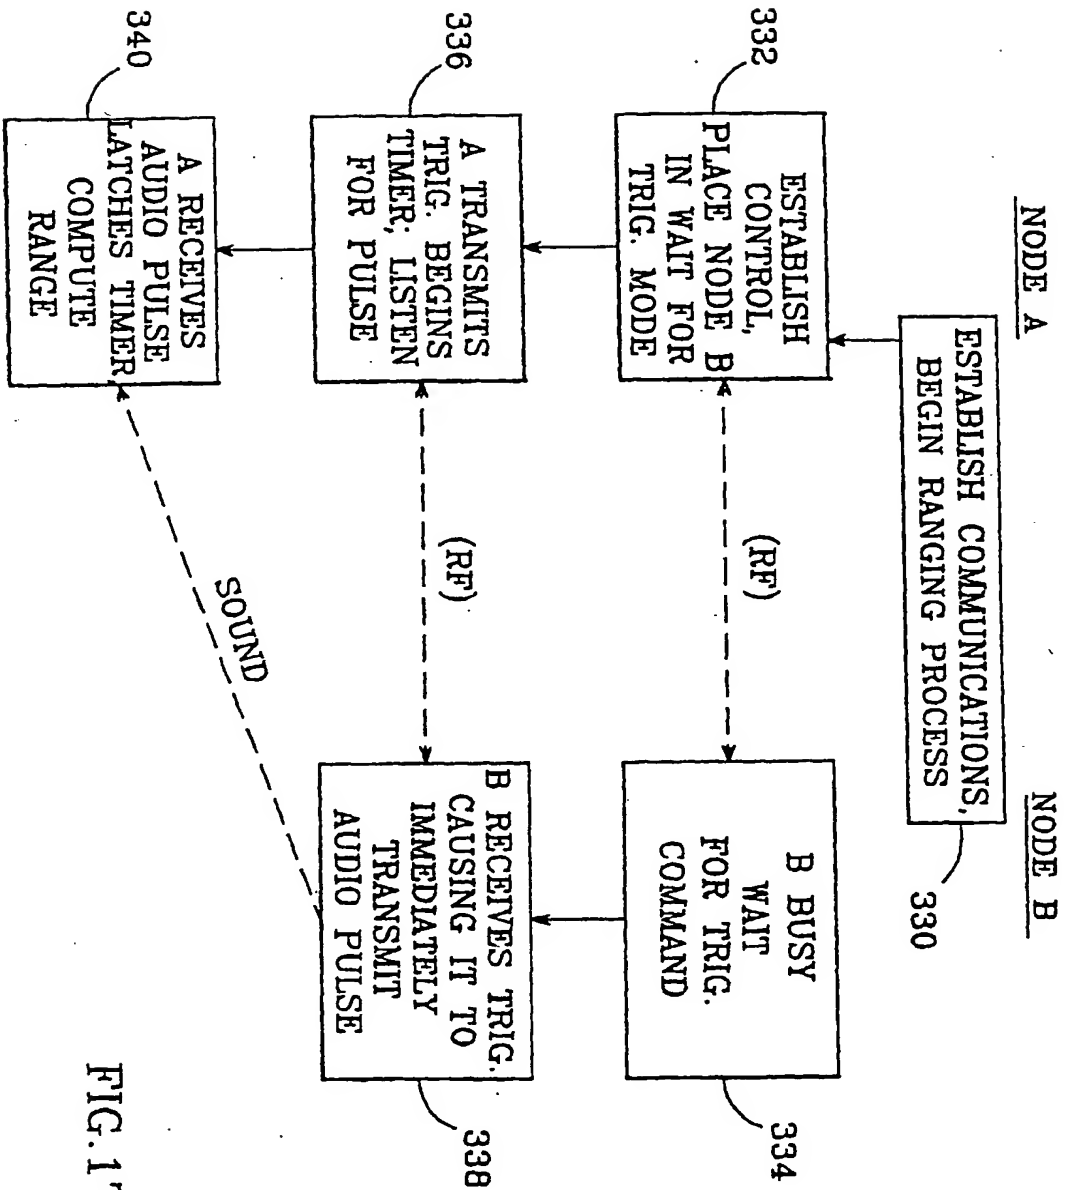 NODE A
NODE B
ESTABLISH COMMUNICATIONS,
BEGIN RANGING PROCESS
330
332
ESTABLISH
CONTROL,
PLACE NODE B
IN WAIT FOR
TRIG. MODE
(RF)
B BUSY
WAIT
FOR TRIG.
COMMAND
334
336
A TRANSMITS
TRIG. BEGINS
TIMER; LISTEN
FOR PULSE
(RF)
B RECEIVES TRIG.
CAUSING IT TO
IMMEDIATELY
TRANSMIT
AUDIO PULSE
338
340
A RECEIVES
AUDIO PULSE
LATCHES TIMER
COMPUTE
RANGE
SOUND
FIG. 1